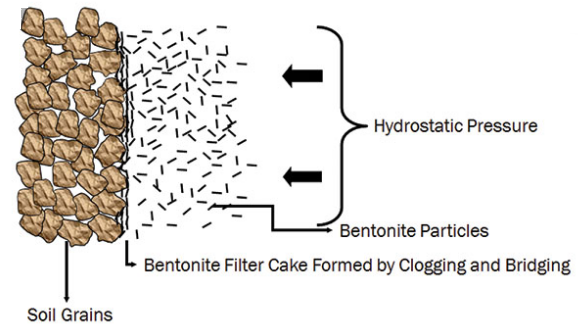 Hydrostatic Pressure
Bentonite Particles
Bentonite Filter Cake Formed by Clogging and Bridging
Soil Grains